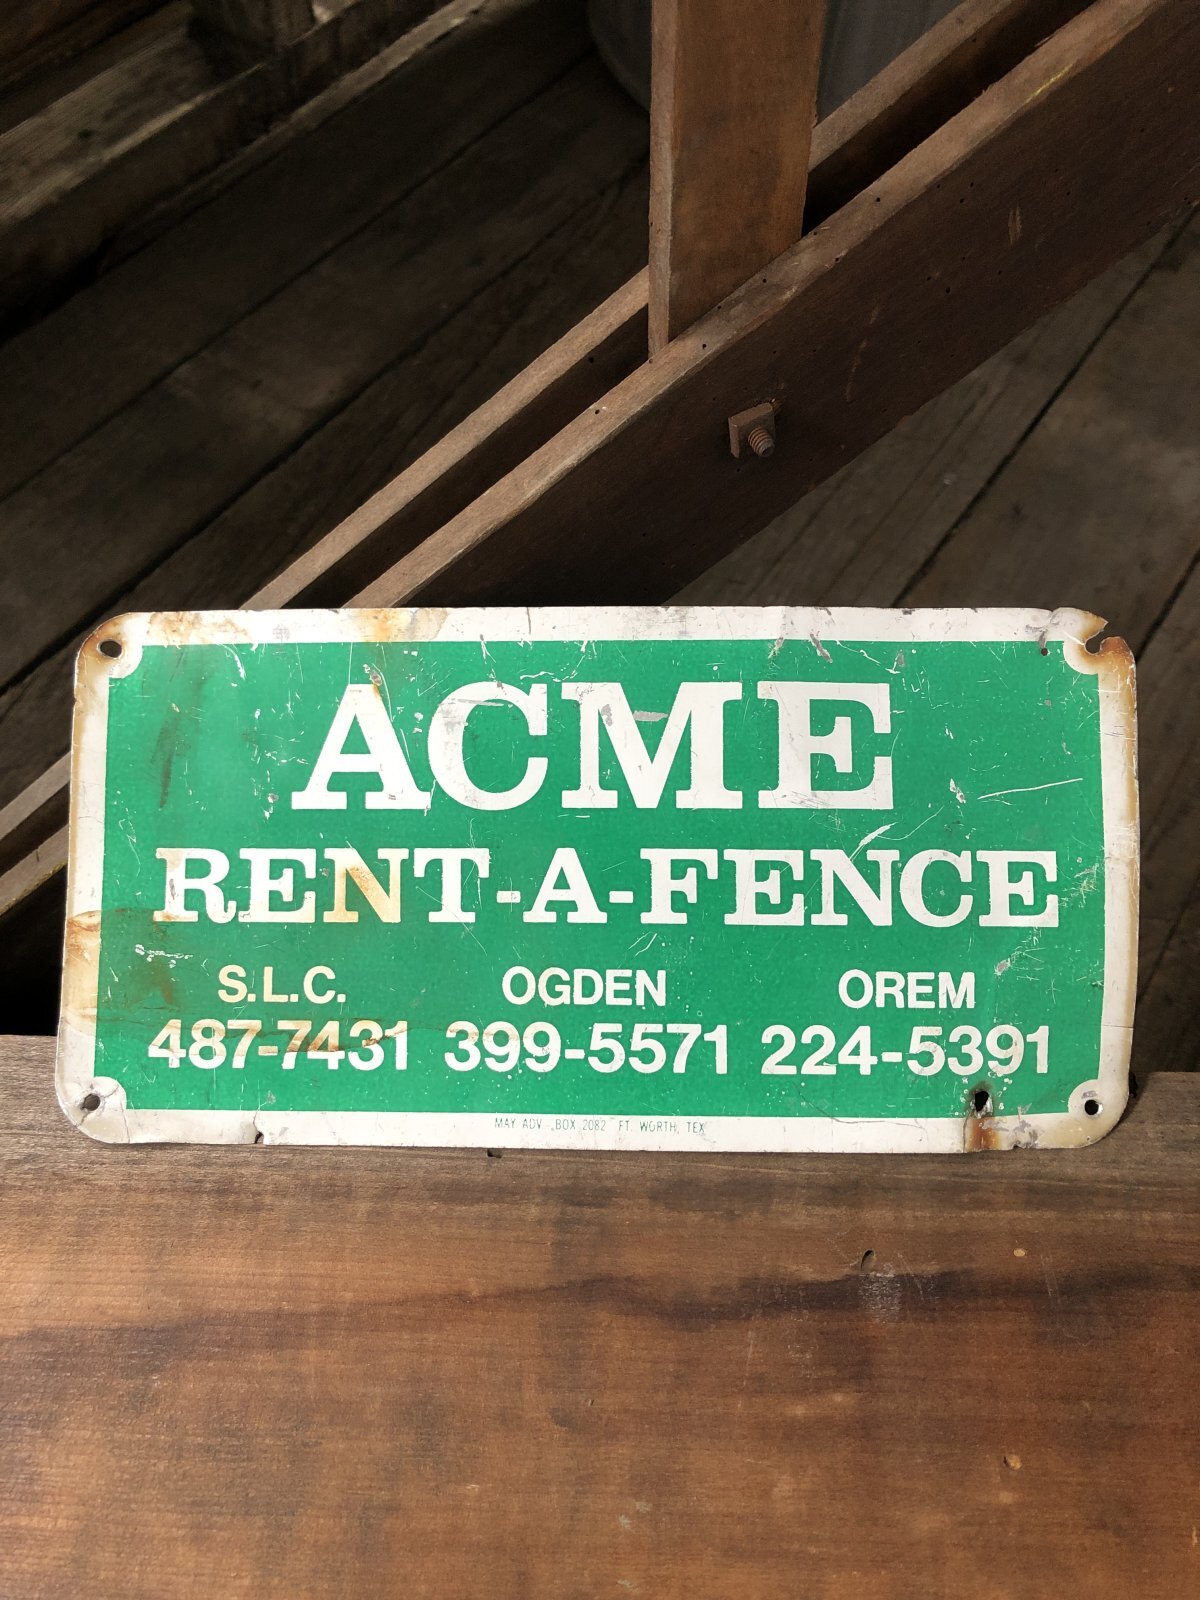 ACME
RENT-A-FENCE
S.L.C. OGDEN OREM
487-7431 399-5571 224-5391
MAY ADV. BOX 2082 FT. WORTH, TEX